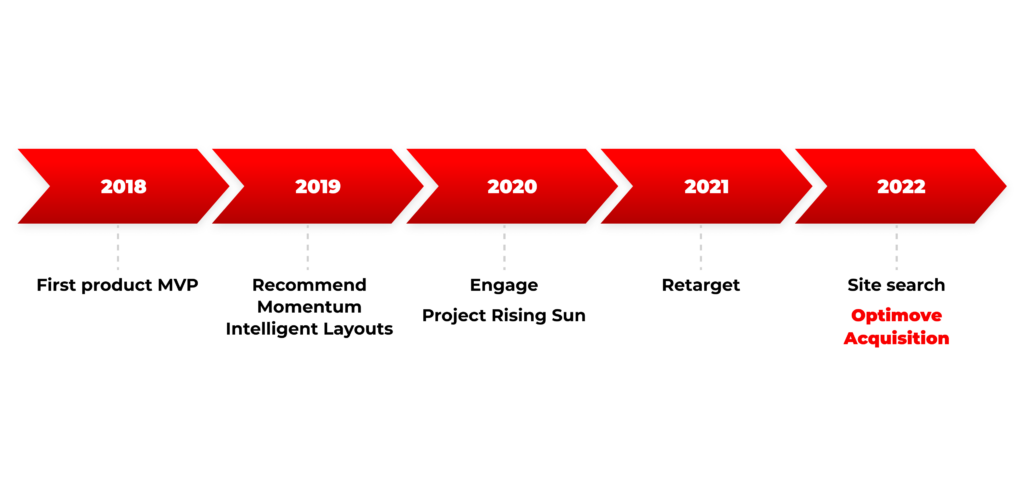 2018
2019
2020
2021
2022
First product MVP
Recommend
Momentum
Intelligent Layouts
Engage
Project Rising Sun
Retarget
Site search
Optimove
Acquisition